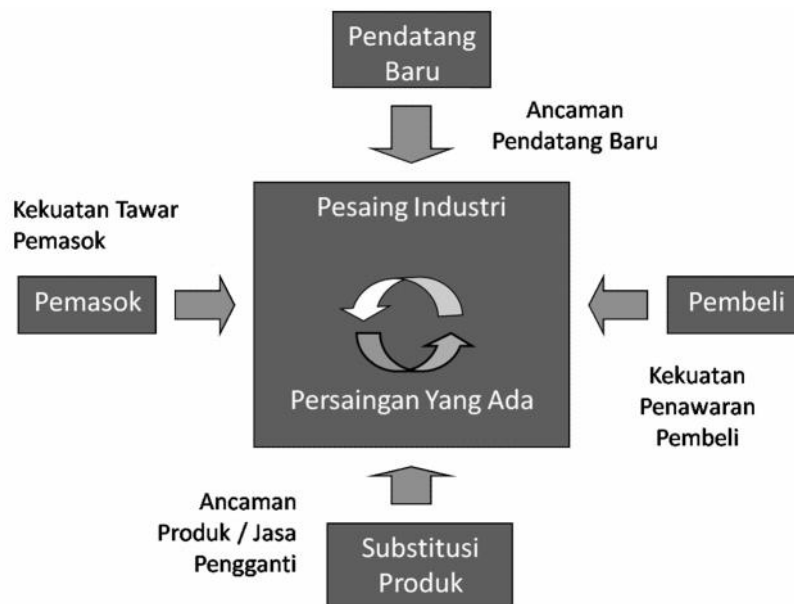 Pendatang
Baru
Ancaman
Pendatang Baru
Kekuatan Tawar
Pemasok
Pemasok
Pesaing Industri
Persaingan Yang Ada
Pembeli
Kekuatan
Penawaran
Pembeli
Ancaman
Produk / Jasa
Pengganti
Substitusi
Produk